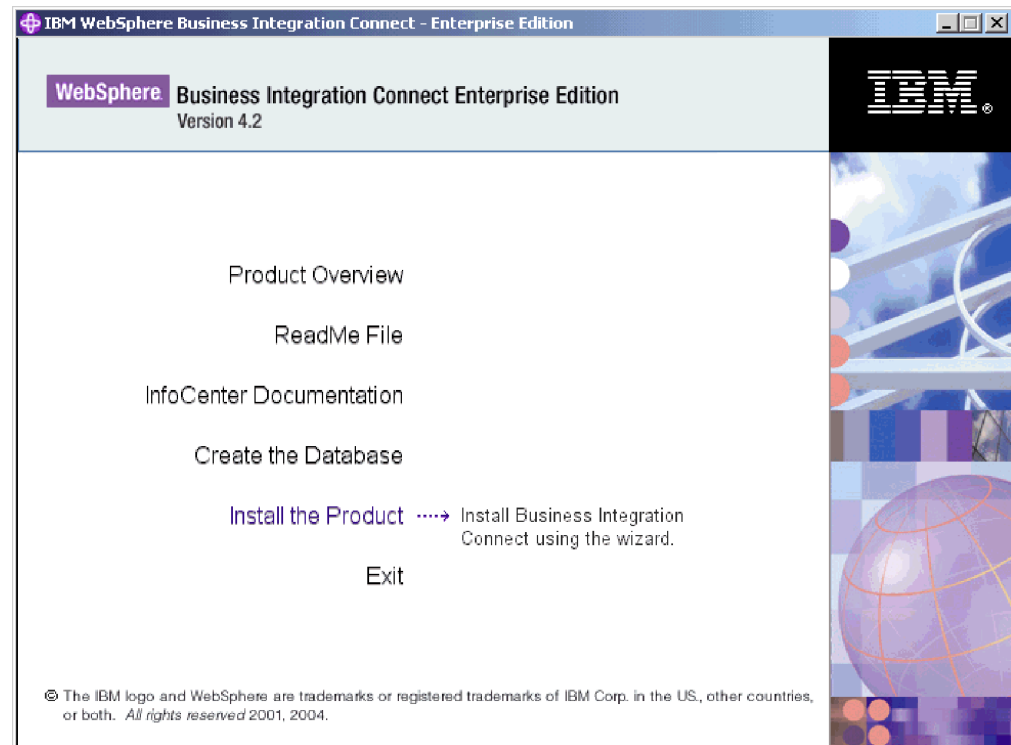 IBM WebSphere Business Integration Connect - Enterprise Edition
WebSphere. Business Integration Connect Enterprise Edition
Version 4.2
IBM®
Product Overview
ReadMe File
InfoCenter Documentation
Create the Database
Install the Product ····> Install Business Integration
Connect using the wizard.
Exit
© The IBM logo and WebSphere are trademarks or registered trademarks of IBM Corp. in the US., other countries,
or both. All rights reserved 2001, 2004.